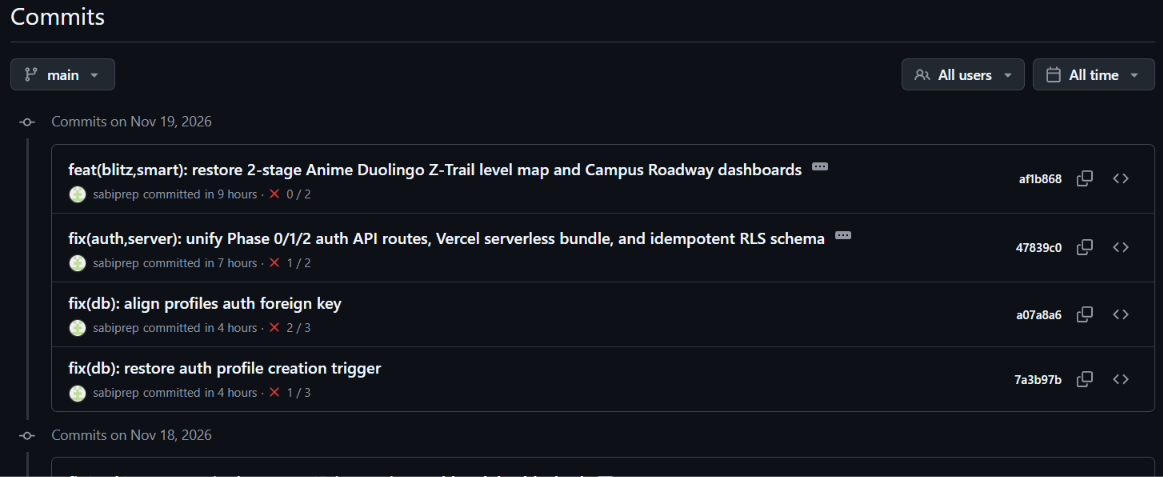 Commits
main
All users
All time
Commits on Nov 19, 2026
feat(blitz,smart): restore 2-stage Anime Duolingo Z-Trail level map and Campus Roadway dashboards
af1b868
sabiprep committed in 9 hours · 0 / 2
fix(auth,server): unify Phase 0/1/2 auth API routes, Vercel serverless bundle, and idempotent RLS schema
47839c0
sabiprep committed in 7 hours · 1 / 2
fix(db): align profiles auth foreign key
a07a8a6
sabiprep committed in 4 hours · 2 / 3
fix(db): restore auth profile creation trigger
7a3b97b
sabiprep committed in 4 hours · 1 / 3
Commits on Nov 18, 2026